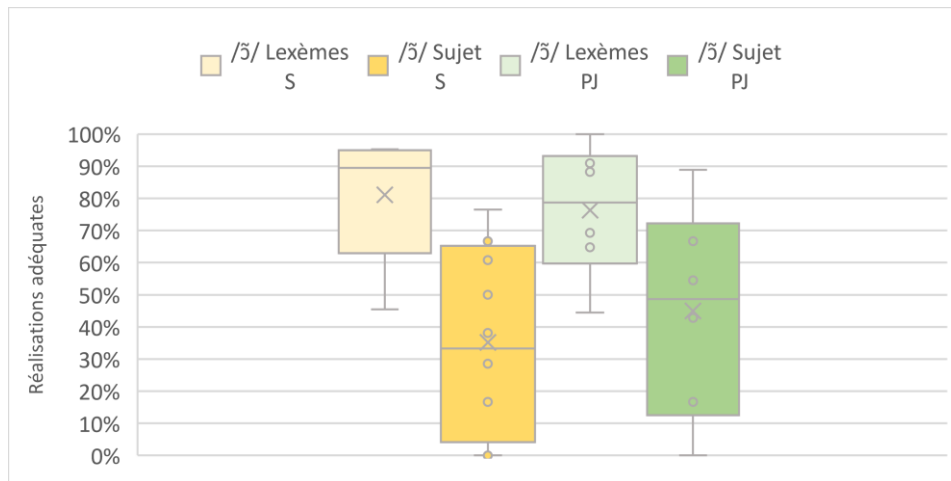 /ɔ̃/ Lexèmes S
/ɔ̃/ Sujet S
/ɔ̃/ Lexèmes PJ
/ɔ̃/ Sujet PJ
Réalisations adéquates
100%
90%
80%
70%
60%
50%
40%
30%
20%
10%
0%